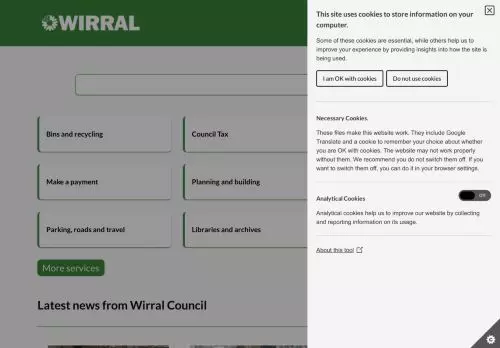 WIRRAL
Bins and recycling
Council Tax
Make a payment
Planning and building
Parking, roads and travel
Libraries and archives
More services
Latest news from Wirral Council
This site uses cookies to store information on your
computer.
Some of these cookies are essential, while others help us to
improve your experience by providing insights into how the site is
being used.
I am OK with cookies
Do not use cookies
Necessary Cookies.
These files make this website work. They include Google
Translate and a cookie to remember your choice about whether
you are OK with cookies. The website may not work properly
without them. We recommend you do not switch them off. If you
want to switch them off, you can do it in your browser settings.
Analytical Cookies
Off
Analytical cookies help us to improve our website by collecting
and reporting information on its usage.
About this tool